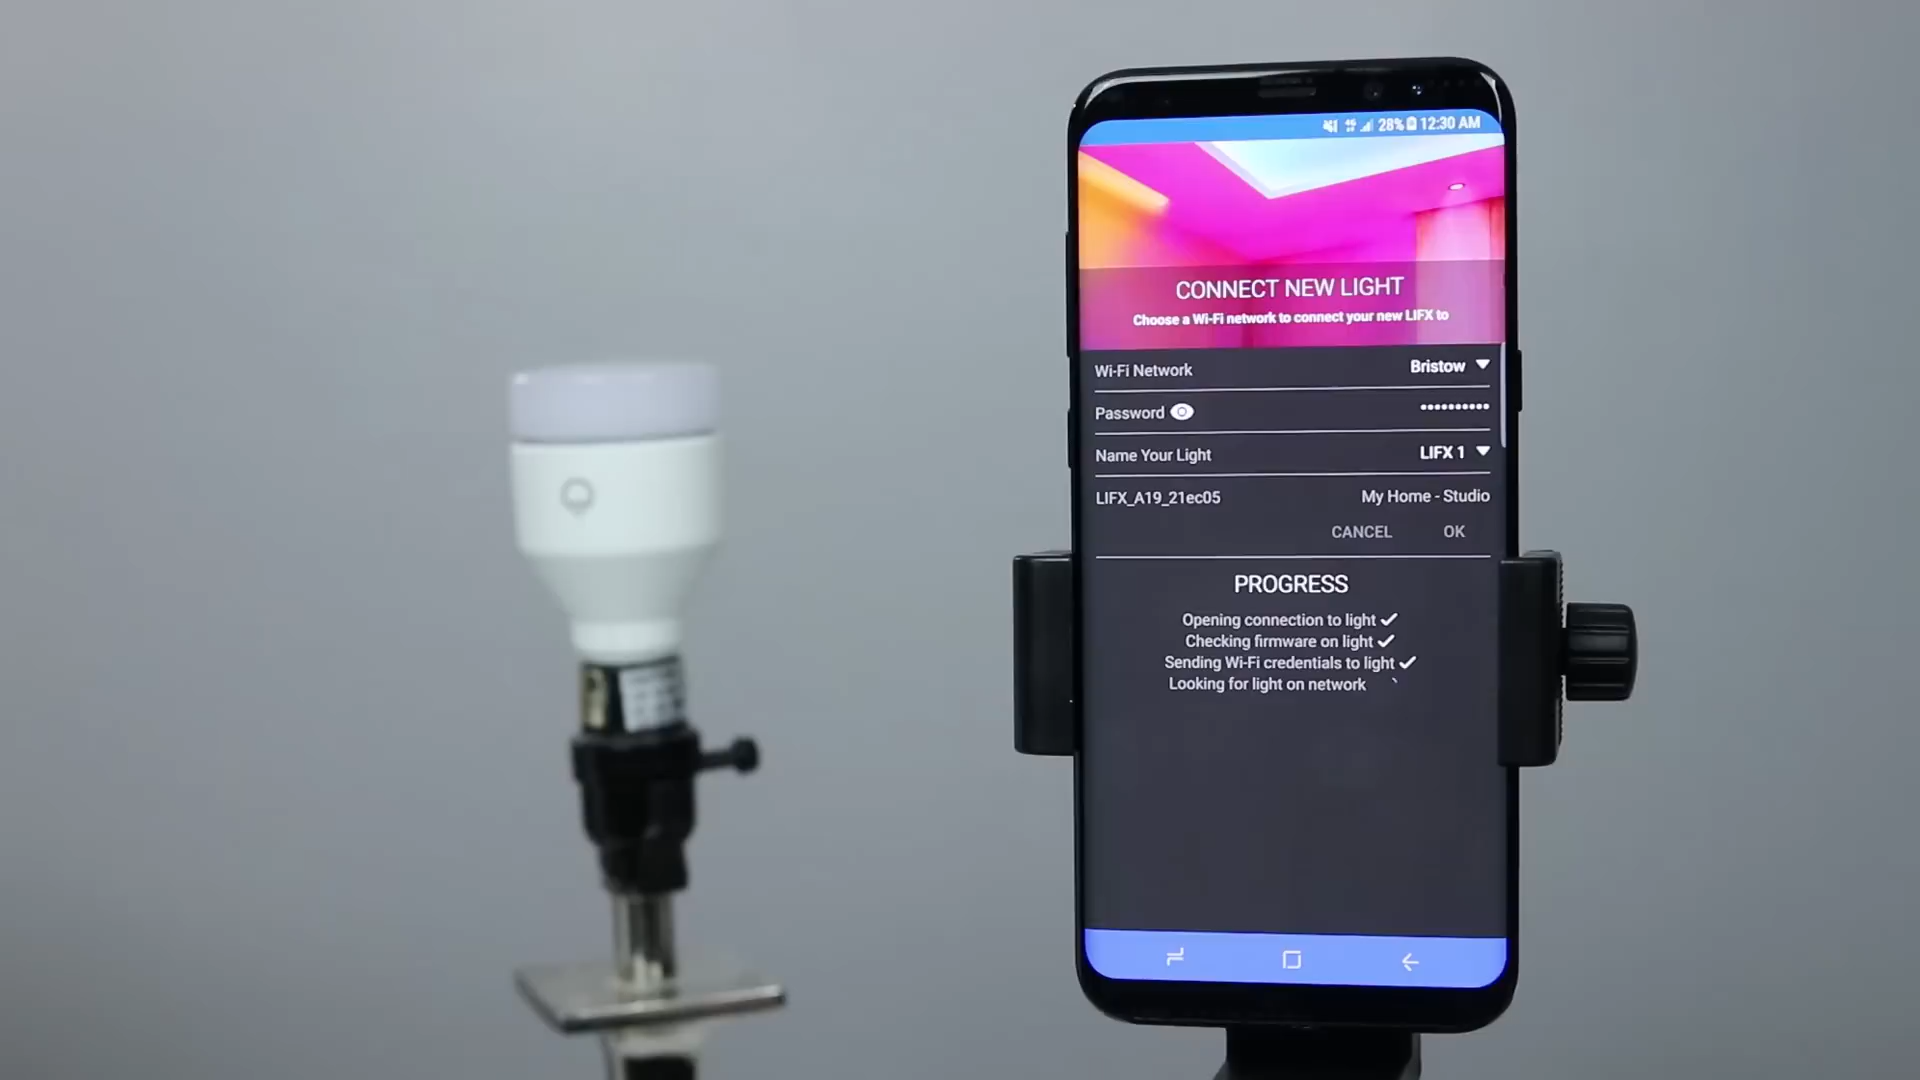 28% 12:30 AM
CONNECT NEW LIGHT
Choose a Wi-Fi network to connect your new LIFX to
Wi-Fi Network Bristow
Password ••••••••••
Name Your Light LIFX 1
LIFX_A19_21ec05 My Home - Studio
CANCEL OK
PROGRESS
Opening connection to light
Checking firmware on light
Sending Wi-Fi credentials to light
Looking for light on network